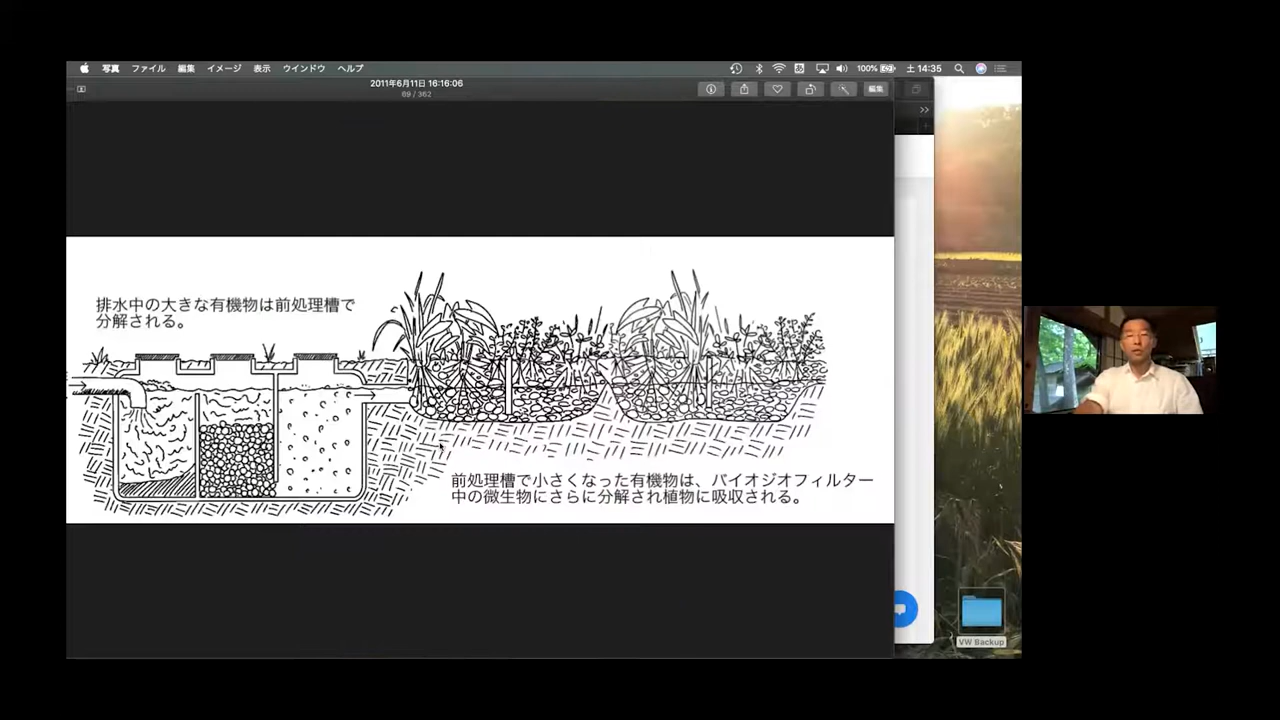 写真 ファイル 編集 イメージ 表示 ウインドウ ヘルプ
100% 土 14:35
2011年6月11日 16:16:06
69 / 362
編集
排水中の大きな有機物は前処理槽で
分解される。
前処理槽で小さくなった有機物は、バイオジオフィルター
中の微生物にさらに分解され植物に吸収される。
VW Backup